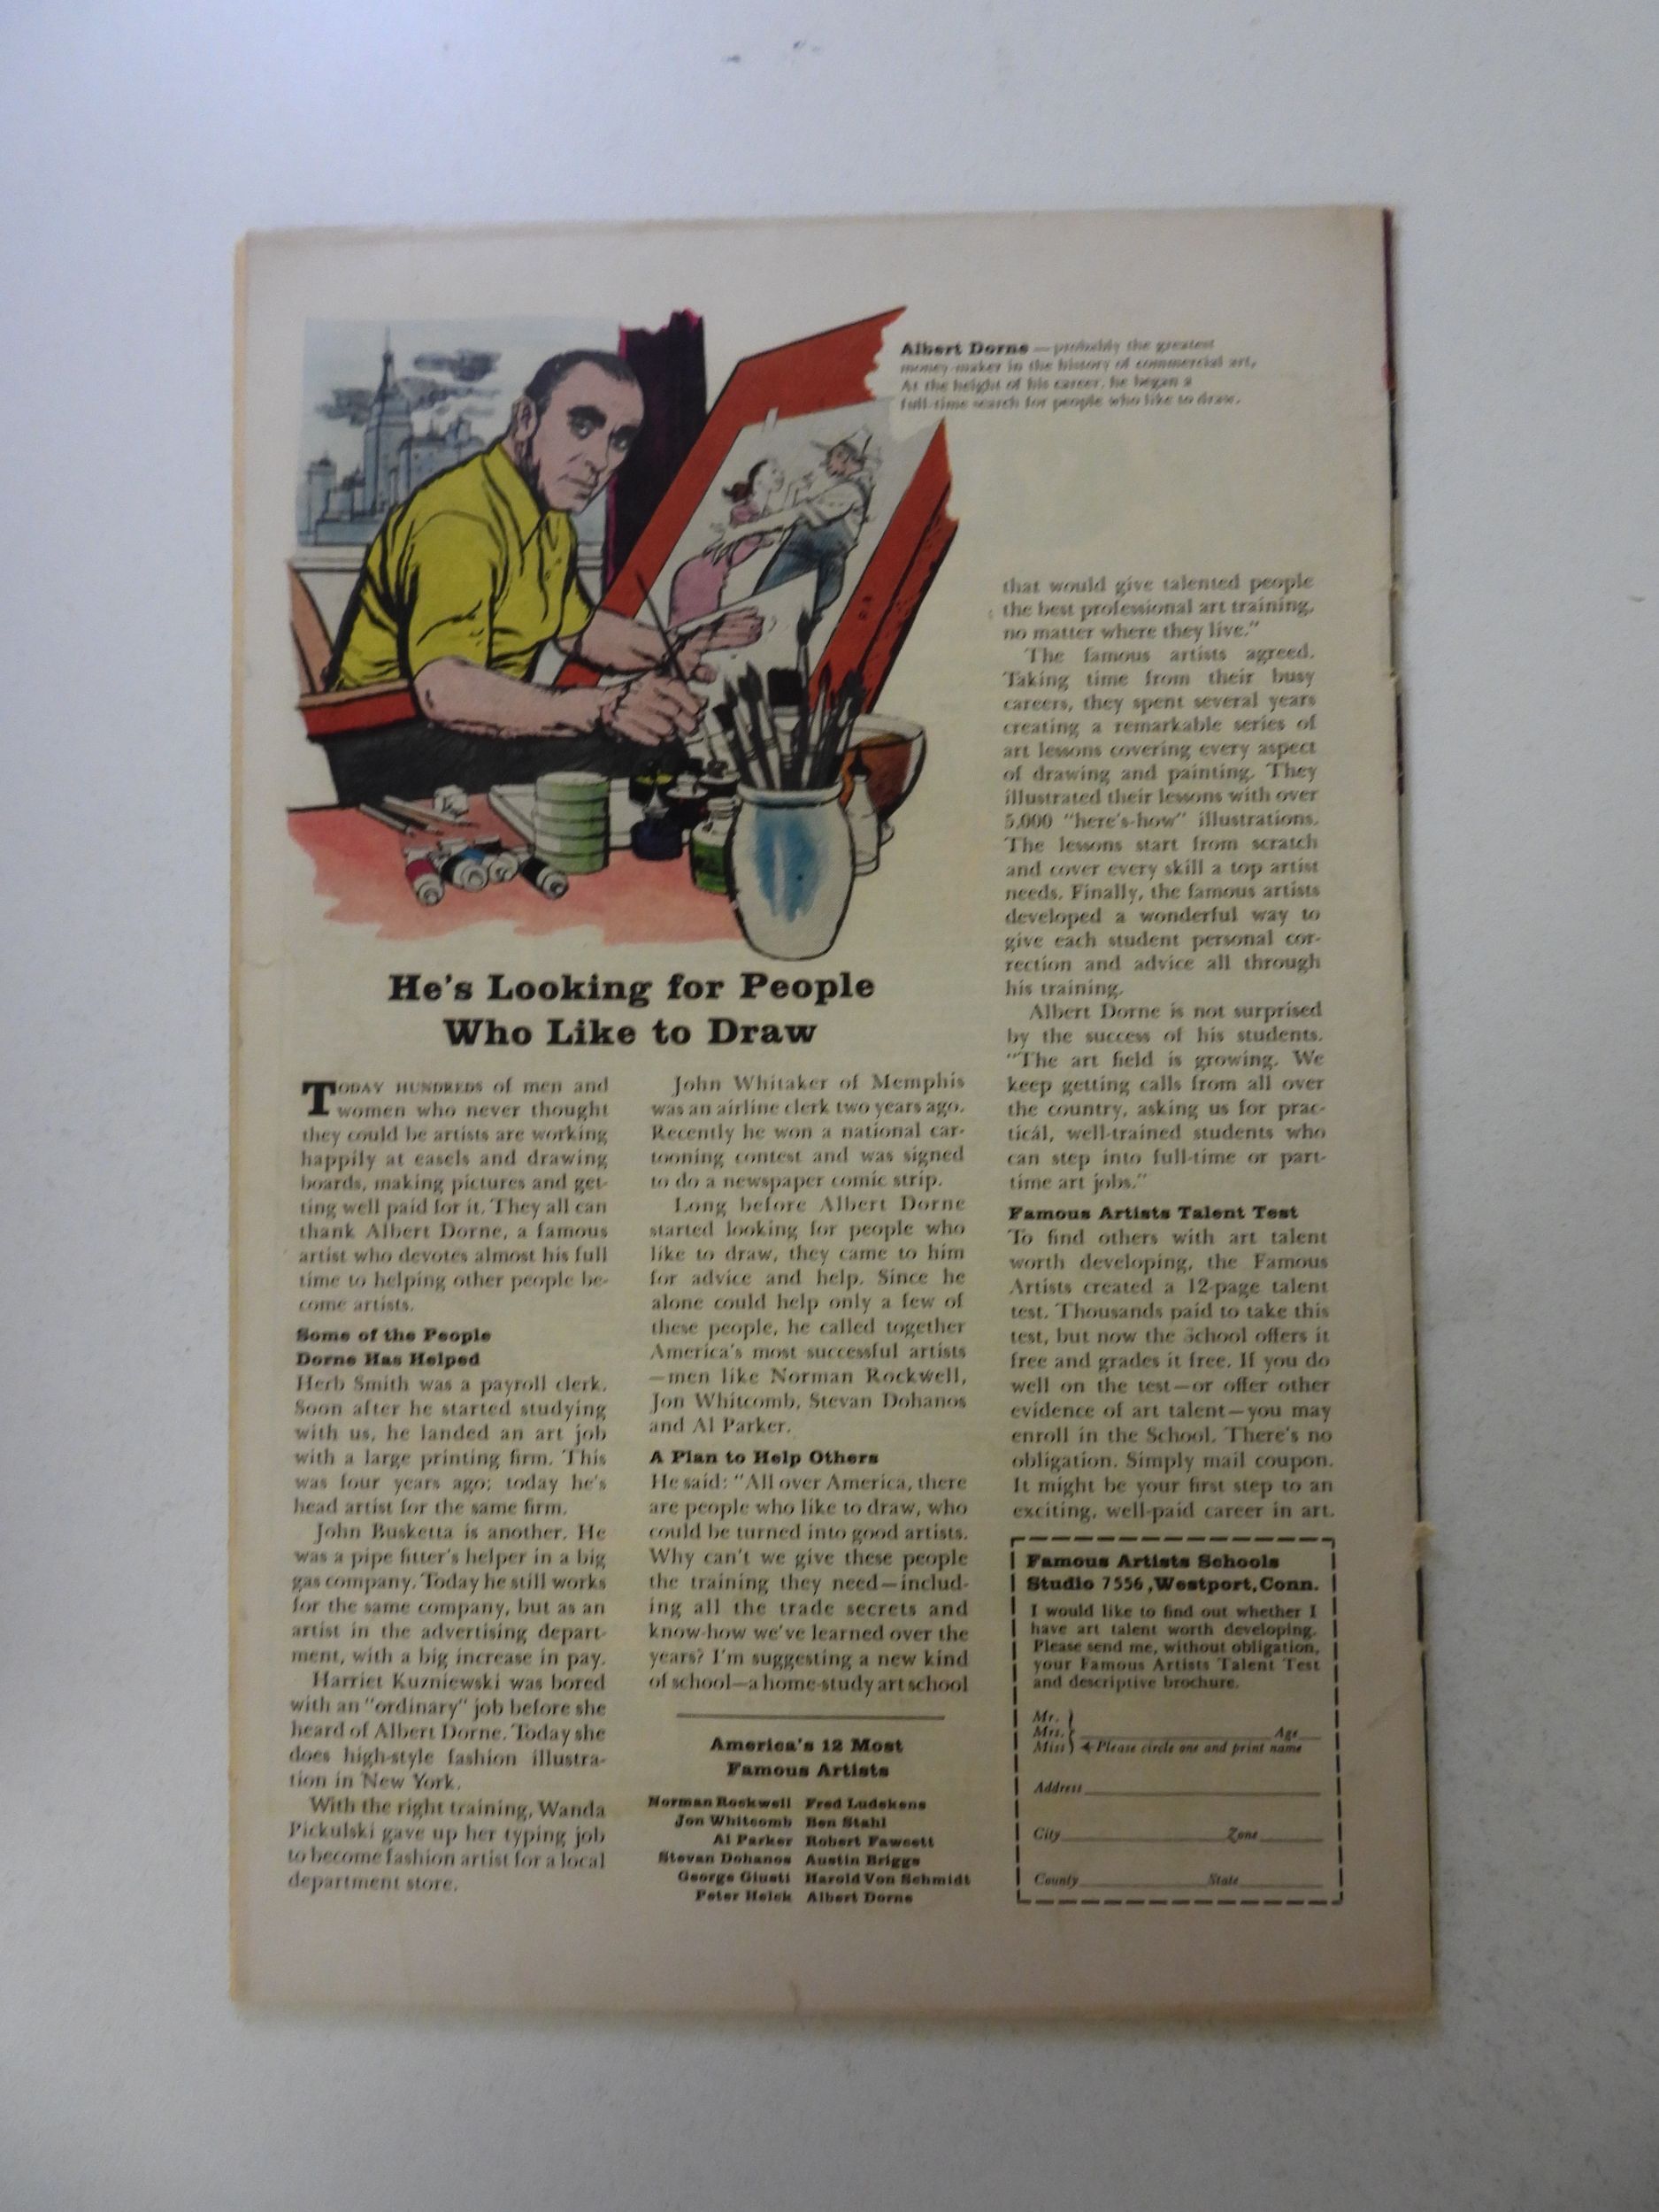 Albert Dorne — probably the greatest
money-maker in the history of commercial art.
At the height of his career, he began a
full-time search for people who like to draw.
He's Looking for People
Who Like to Draw
TODAY HUNDREDS of men and
women who never thought
they could be artists are working
happily at easels and drawing
boards, making pictures and get-
ting well paid for it. They all can
thank Albert Dorne, a famous
artist who devotes almost his full
time to helping other people be-
come artists.
Some of the People
Dorne Has Helped
Herb Smith was a payroll clerk.
Soon after he started studying
with us, he landed an art job
with a large printing firm. This
was four years ago; today he's
head artist for the same firm.
John Busketta is another. He
was a pipe fitter's helper in a big
gas company. Today he still works
for the same company, but as an
artist in the advertising depart-
ment, with a big increase in pay.
Harriet Kuzniewski was bored
with an "ordinary" job before she
heard of Albert Dorne. Today she
does high-style fashion illustra-
tion in New York.
With the right training, Wanda
Pickulski gave up her typing job
to become fashion artist for a local
department store.
John Whitaker of Memphis
was an airline clerk two years ago.
Recently he won a national car-
tooning contest and was signed
to do a newspaper comic strip.
Long before Albert Dorne
started looking for people who
like to draw, they came to him
for advice and help. Since he
alone could help only a few of
these people, he called together
America's most successful artists
—men like Norman Rockwell,
Jon Whitcomb, Stevan Dohanos
and Al Parker.
A Plan to Help Others
He said: "All over America, there
are people who like to draw, who
could be turned into good artists.
Why can't we give these people
the training they need—includ-
ing all the trade secrets and
know-how we've learned over the
years? I'm suggesting a new kind
of school—a home-study art school
America's 12 Most
Famous Artists
Norman Rockwell Fred Ludekens
Jon Whitcomb Ben Stahl
Al Parker Robert Fawcett
Stevan Dohanos Austin Briggs
George Giusti Harold Von Schmidt
Peter Helck Albert Dorne
that would give talented people
the best professional art training,
no matter where they live."
The famous artists agreed.
Taking time from their busy
careers, they spent several years
creating a remarkable series of
art lessons covering every aspect
of drawing and painting. They
illustrated their lessons with over
5,000 "here's-how" illustrations.
The lessons start from scratch
and cover every skill a top artist
needs. Finally, the famous artists
developed a wonderful way to
give each student personal cor-
rection and advice all through
his training.
Albert Dorne is not surprised
by the success of his students.
"The art field is growing. We
keep getting calls from all over
the country, asking us for prac-
tical, well-trained students who
can step into full-time or part-
time art jobs."
Famous Artists Talent Test
To find others with art talent
worth developing, the Famous
Artists created a 12-page talent
test. Thousands paid to take this
test, but now the School offers it
free and grades it free. If you do
well on the test—or offer other
evidence of art talent—you may
enroll in the School. There's no
obligation. Simply mail coupon.
It might be your first step to an
exciting, well-paid career in art.
Famous Artists Schools
Studio 7556, Westport, Conn.
I would like to find out whether I
have art talent worth developing.
Please send me, without obligation,
your Famous Artists Talent Test
and descriptive brochure.
Mr.
Mrs. Age
Miss Please circle one and print name
Address
City Zone
County State